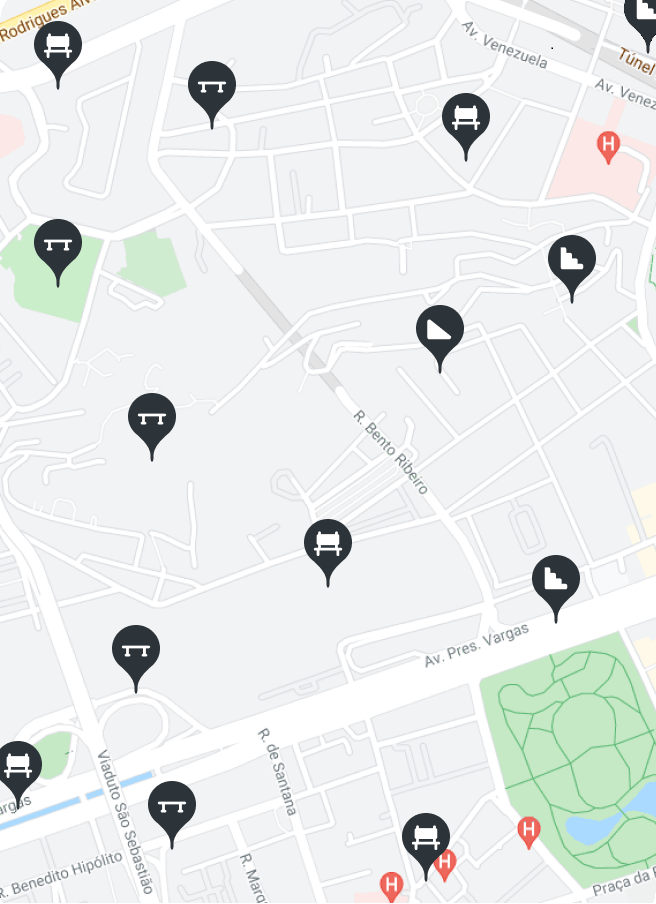 Rodrigues Al
Av. Venezuela
Túnel
Av. Venez
H
R. Bento Ribeiro
Av. Pres. Vargas
R. de Santana
Viaduto São Sebastião
argas
H
H
H
R. Benedito Hipólito
R. Marq
Praça da R